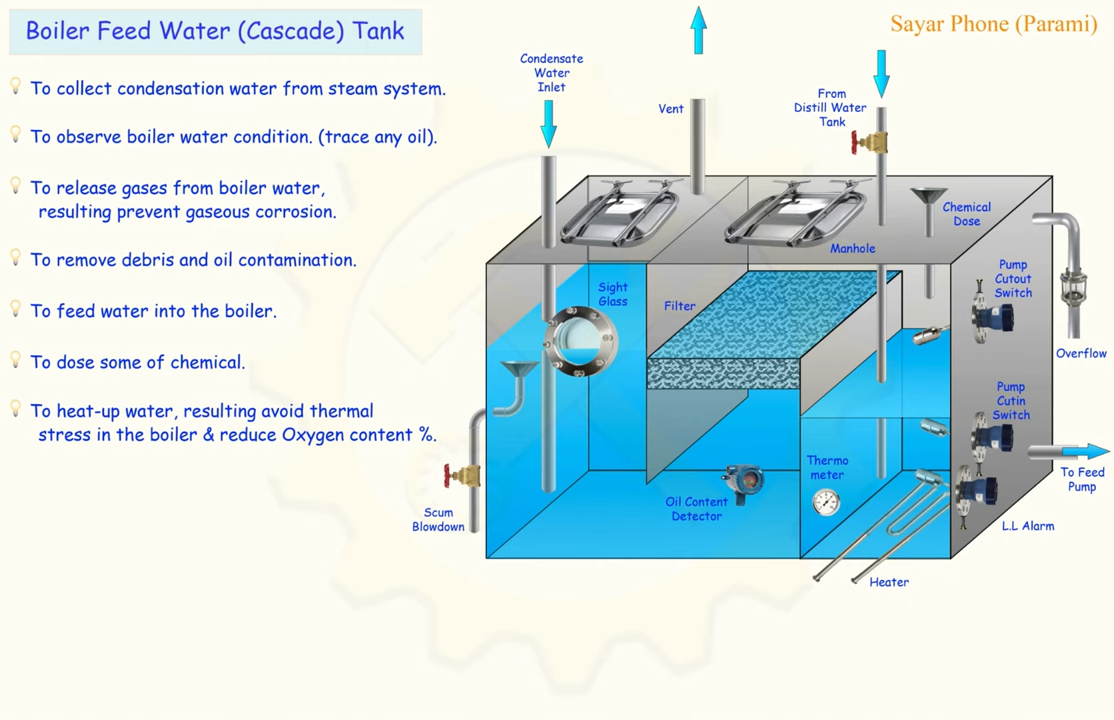 Boiler Feed Water (Cascade) Tank
Sayar Phone (Parami)
To collect condensation water from steam system.
To observe boiler water condition. (trace any oil).
To release gases from boiler water,
resulting prevent gaseous corrosion.
To remove debris and oil contamination.
To feed water into the boiler.
To dose some of chemical.
To heat-up water, resulting avoid thermal
stress in the boiler & reduce Oxygen content %.
Condensate
Water
Inlet
Vent
From
Distill Water
Tank
Chemical
Dose
Manhole
Sight
Glass
Filter
Pump
Cutout
Switch
Overflow
Pump
Cutin
Switch
Thermo
meter
To Feed
Pump
Oil Content
Detector
Scum
Blowdown
L.L Alarm
Heater